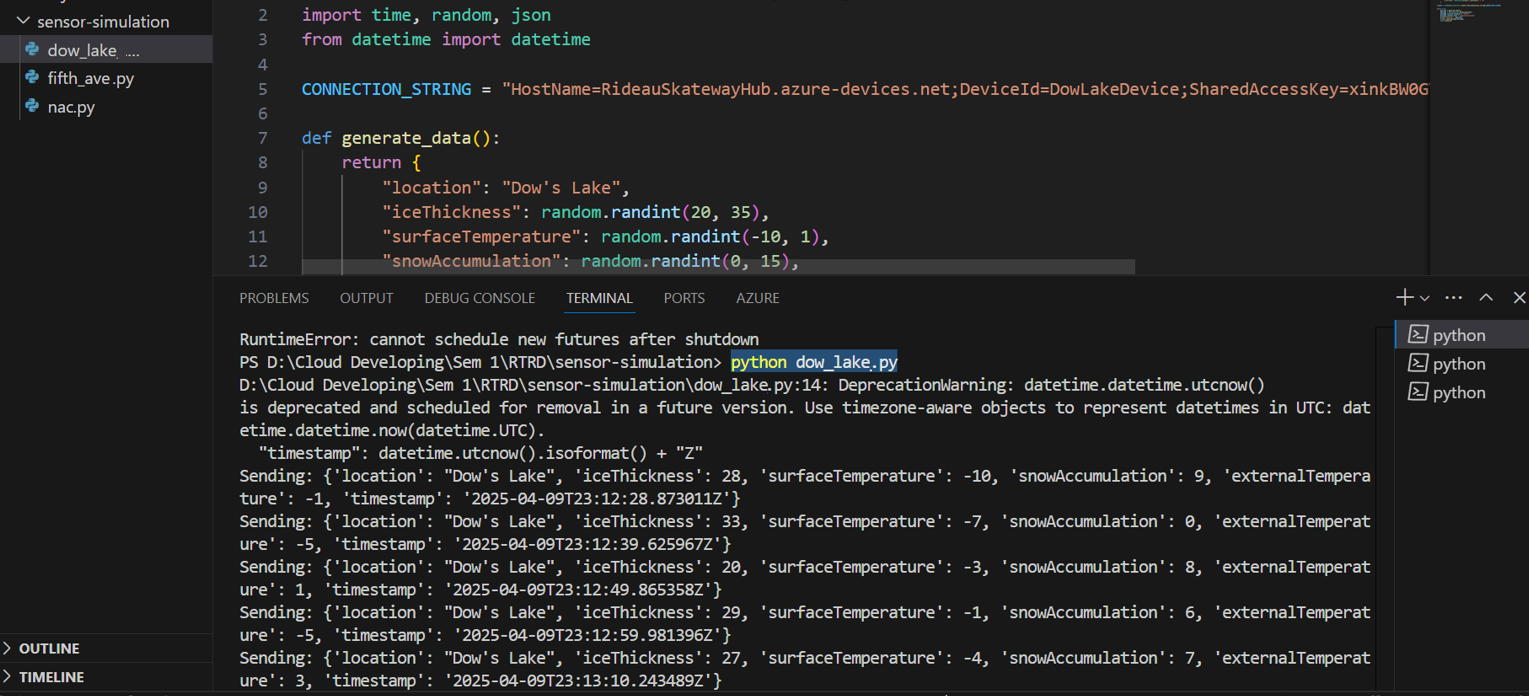 sensor-simulation
dow_lake ....
fifth_ave.py
nac.py
OUTLINE
TIMELINE
2 import time, random, json
3 from datetime import datetime
4
5 CONNECTION_STRING = "HostName=RideauSkatewayHub.azure-devices.net;DeviceId=DowLakeDevice;SharedAccessKey=xinkBW0G
6
7 def generate_data():
8 return {
9 "location": "Dow's Lake",
10 "iceThickness": random.randint(20, 35),
11 "surfaceTemperature": random.randint(-10, 1),
12 "snowAccumulation": random.randint(0, 15),
PROBLEMS OUTPUT DEBUG CONSOLE TERMINAL PORTS AZURE
RuntimeError: cannot schedule new futures after shutdown
PS D:\Cloud Developing\Sem 1\RTRD\sensor-simulation> python dow_lake.py
D:\Cloud Developing\Sem 1\RTRD\sensor-simulation\dow_lake.py:14: DeprecationWarning: datetime.datetime.utcnow()
is deprecated and scheduled for removal in a future version. Use timezone-aware objects to represent datetimes in UTC: dat
etime.datetime.now(datetime.UTC).
"timestamp": datetime.utcnow().isoformat() + "Z"
Sending: {'location': "Dow's Lake", 'iceThickness': 28, 'surfaceTemperature': -10, 'snowAccumulation': 9, 'externalTempera
ture': -1, 'timestamp': '2025-04-09T23:12:28.873011Z'}
Sending: {'location': "Dow's Lake", 'iceThickness': 33, 'surfaceTemperature': -7, 'snowAccumulation': 0, 'externalTemperat
ure': -5, 'timestamp': '2025-04-09T23:12:39.625967Z'}
Sending: {'location': "Dow's Lake", 'iceThickness': 20, 'surfaceTemperature': -3, 'snowAccumulation': 8, 'externalTemperat
ure': 1, 'timestamp': '2025-04-09T23:12:49.865358Z'}
Sending: {'location': "Dow's Lake", 'iceThickness': 29, 'surfaceTemperature': -1, 'snowAccumulation': 6, 'externalTemperat
ure': -5, 'timestamp': '2025-04-09T23:12:59.981396Z'}
Sending: {'location': "Dow's Lake", 'iceThickness': 27, 'surfaceTemperature': -4, 'snowAccumulation': 7, 'externalTemperat
ure': 3, 'timestamp': '2025-04-09T23:13:10.243489Z'}
python
python
python